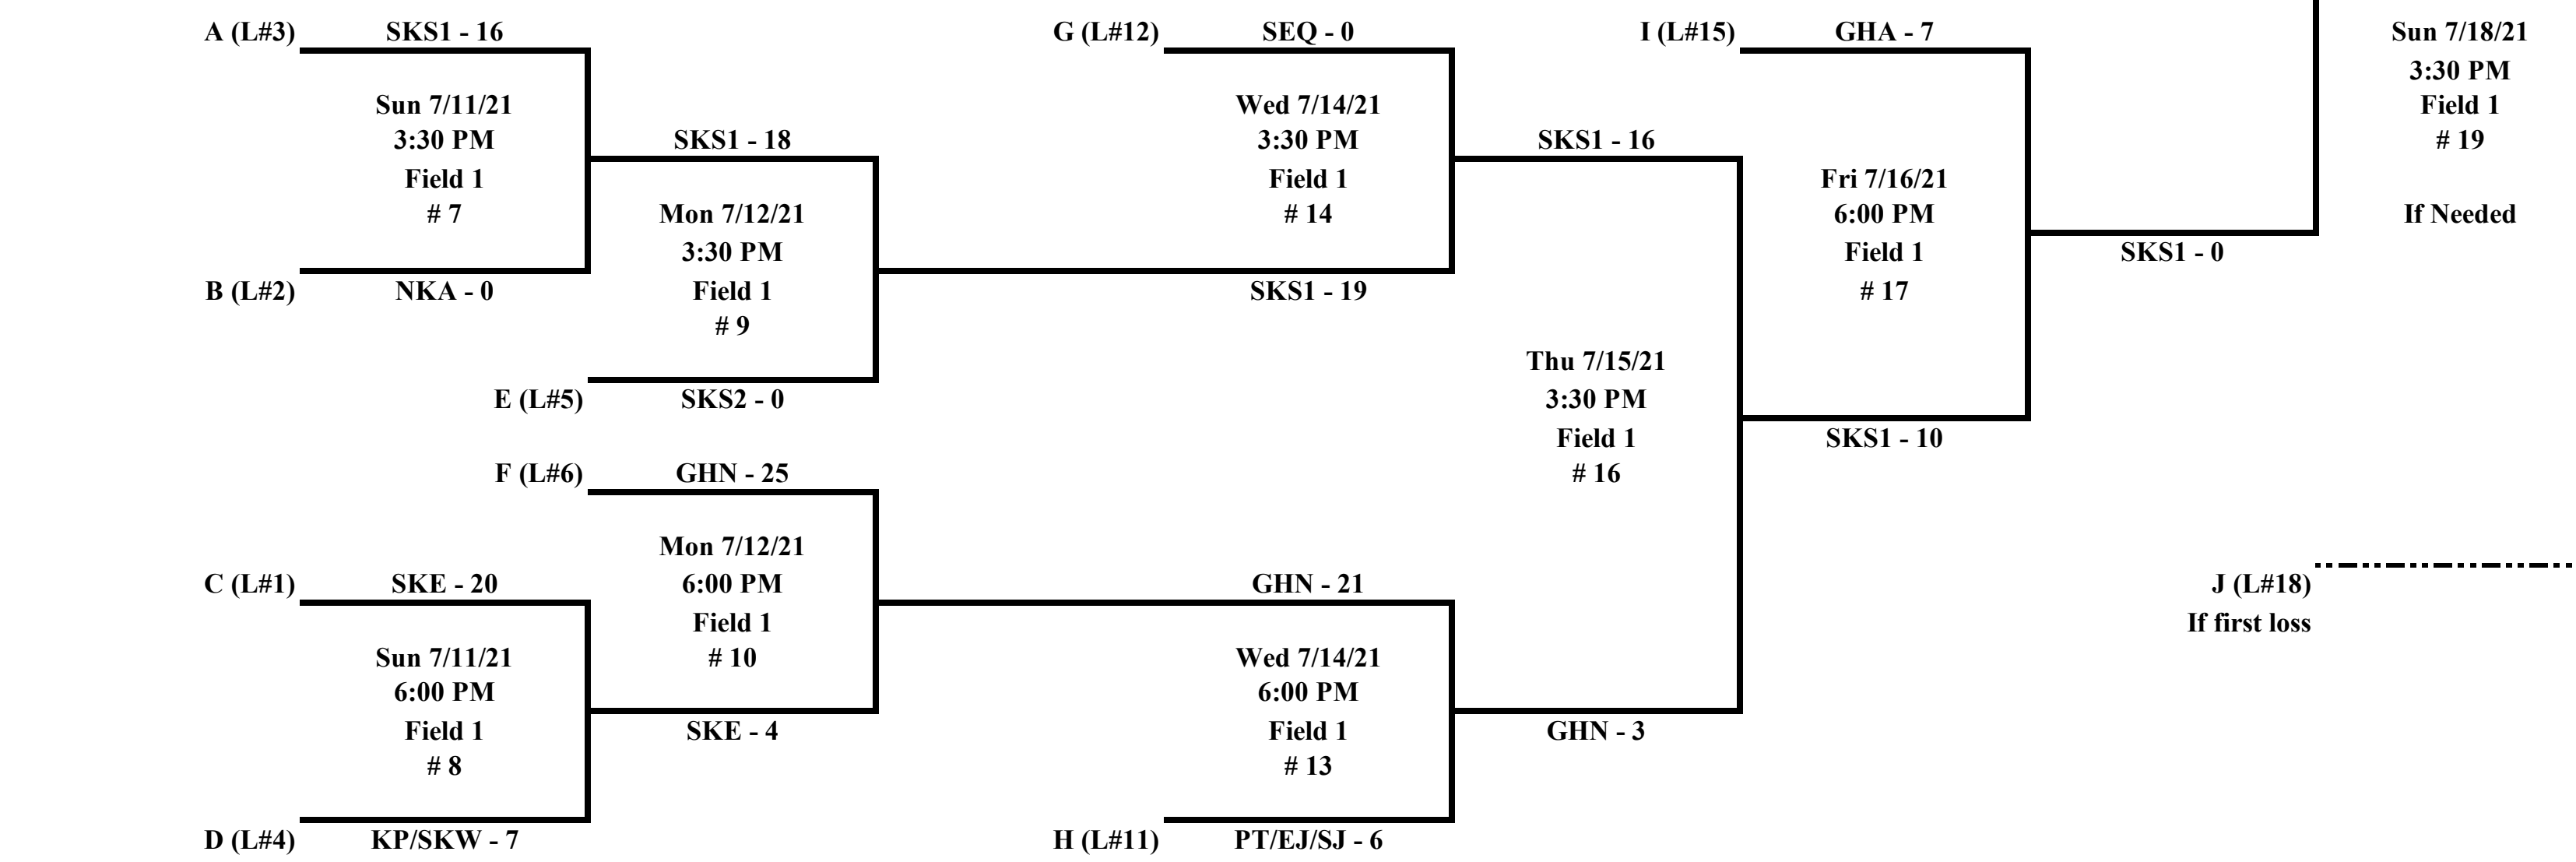 A (L#3)
SKS1 - 16
Sun 7/11/21
3:30 PM
Field 1
# 7
B (L#2)
NKA - 0
SKS1 - 18
Mon 7/12/21
3:30 PM
Field 1
# 9
E (L#5)
SKS2 - 0
F (L#6)
GHN - 25
Mon 7/12/21
6:00 PM
Field 1
# 10
C (L#1)
SKE - 20
Sun 7/11/21
6:00 PM
Field 1
# 8
SKE - 4
D (L#4)
KP/SKW - 7
G (L#12)
SEQ - 0
Wed 7/14/21
3:30 PM
Field 1
# 14
SKS1 - 19
GHN - 21
Wed 7/14/21
6:00 PM
Field 1
# 13
H (L#11)
PT/EJ/SJ - 6
SKS1 - 16
Thu 7/15/21
3:30 PM
Field 1
# 16
GHN - 3
I (L#15)
GHA - 7
Fri 7/16/21
6:00 PM
Field 1
# 17
SKS1 - 10
SKS1 - 0
Sun 7/18/21
3:30 PM
Field 1
# 19
If Needed
J (L#18)
If first loss